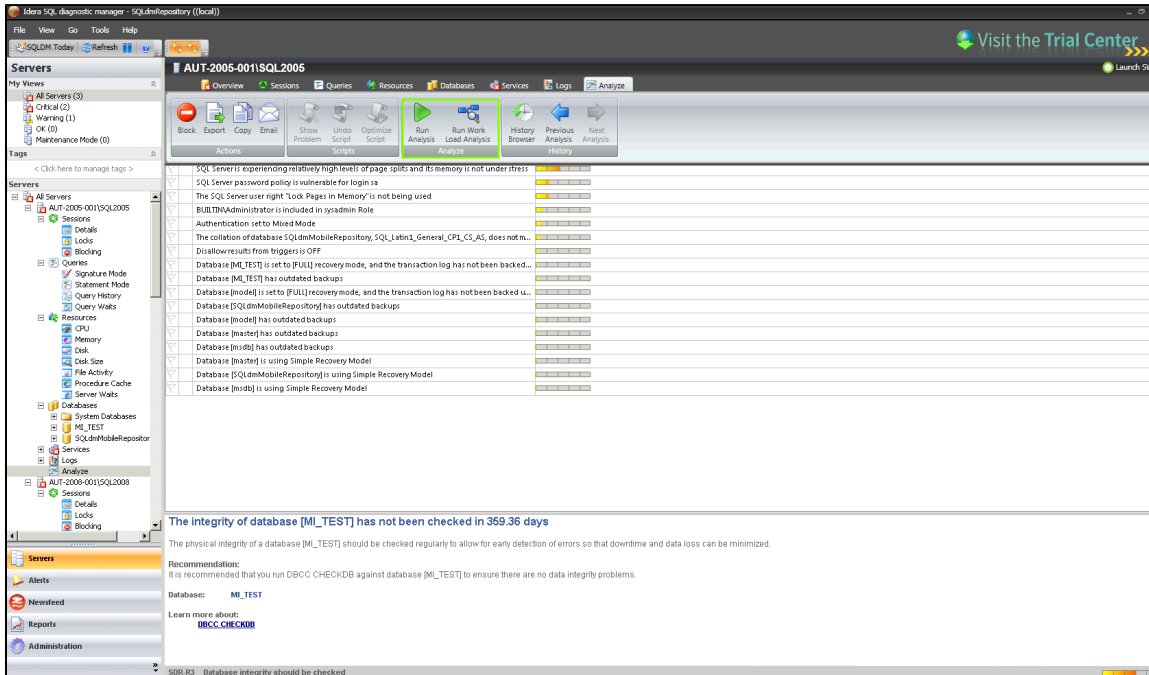 Idera SQL diagnostic manager - SQLdmRepository ((local))
File View Go Tools Help
SQLDM Today Refresh
Visit the Trial Center
Servers
AUT-2005-001\SQL2005
Launch SW
My Views
Overview Sessions Queries Resources Databases Services Logs Analyze
All Servers (3)
Critical (2)
Warning (1)
OK (0)
Maintenance Mode (0)
Block Export Copy Email Show Problem Undo Script Optimize Script Run Analysis Run Work Load Analysis History Browser Previous Analysis Next Analysis
Actions Scripts Analyze History
Tags
< Click here to manage tags >
Servers
All Servers
AUT-2005-001\SQL2005
Sessions
Details
Locks
Blocking
Queries
Signature Mode
Statement Mode
Query History
Query Waits
Resources
CPU
Memory
Disk
Disk Size
File Activity
Procedure Cache
Server Waits
Databases
System Databases
MI_TEST
SQLdmMobileRepositor
Services
Logs
Analyze
AUT-2008-001\SQL2008
Sessions
Details
Locks
Blocking
Servers
Alerts
Newsfeed
Reports
Administration
SQL Server is experiencing relatively high levels of page splits and its memory is not under stress
SQL Server password policy is vulnerable for login sa
The SQL Server user right "Lock Pages in Memory" is not being used
BUILTIN\Administrator is included in sysadmin Role
Authentication set to Mixed Mode
The collation of database SQLdmMobileRepository, SQL_Latin1_General_CP1_CS_AS, does not m...
Disallow results from triggers is OFF
Database [MI_TEST] is set to [FULL] recovery mode, and the transaction log has not been backed...
Database [MI_TEST] has outdated backups
Database [model] is set to [FULL] recovery mode, and the transaction log has not been backed u...
Database [SQLdmMobileRepository] has outdated backups
Database [model] has outdated backups
Database [master] has outdated backups
Database [msdb] has outdated backups
Database [master] is using Simple Recovery Model
Database [SQLdmMobileRepository] is using Simple Recovery Model
Database [msdb] is using Simple Recovery Model
The integrity of database [MI_TEST] has not been checked in 359.36 days
The physical integrity of a database [MI_TEST] should be checked regularly to allow for early detection of errors so that downtime and data loss can be minimized.
Recommendation:
It is recommended that you run DBCC CHECKDB against database [MI_TEST] to ensure there are no data integrity problems.
Database: MI_TEST
Learn more about:
DBCC CHECKDB
SDR-R3 Database integrity should be checked